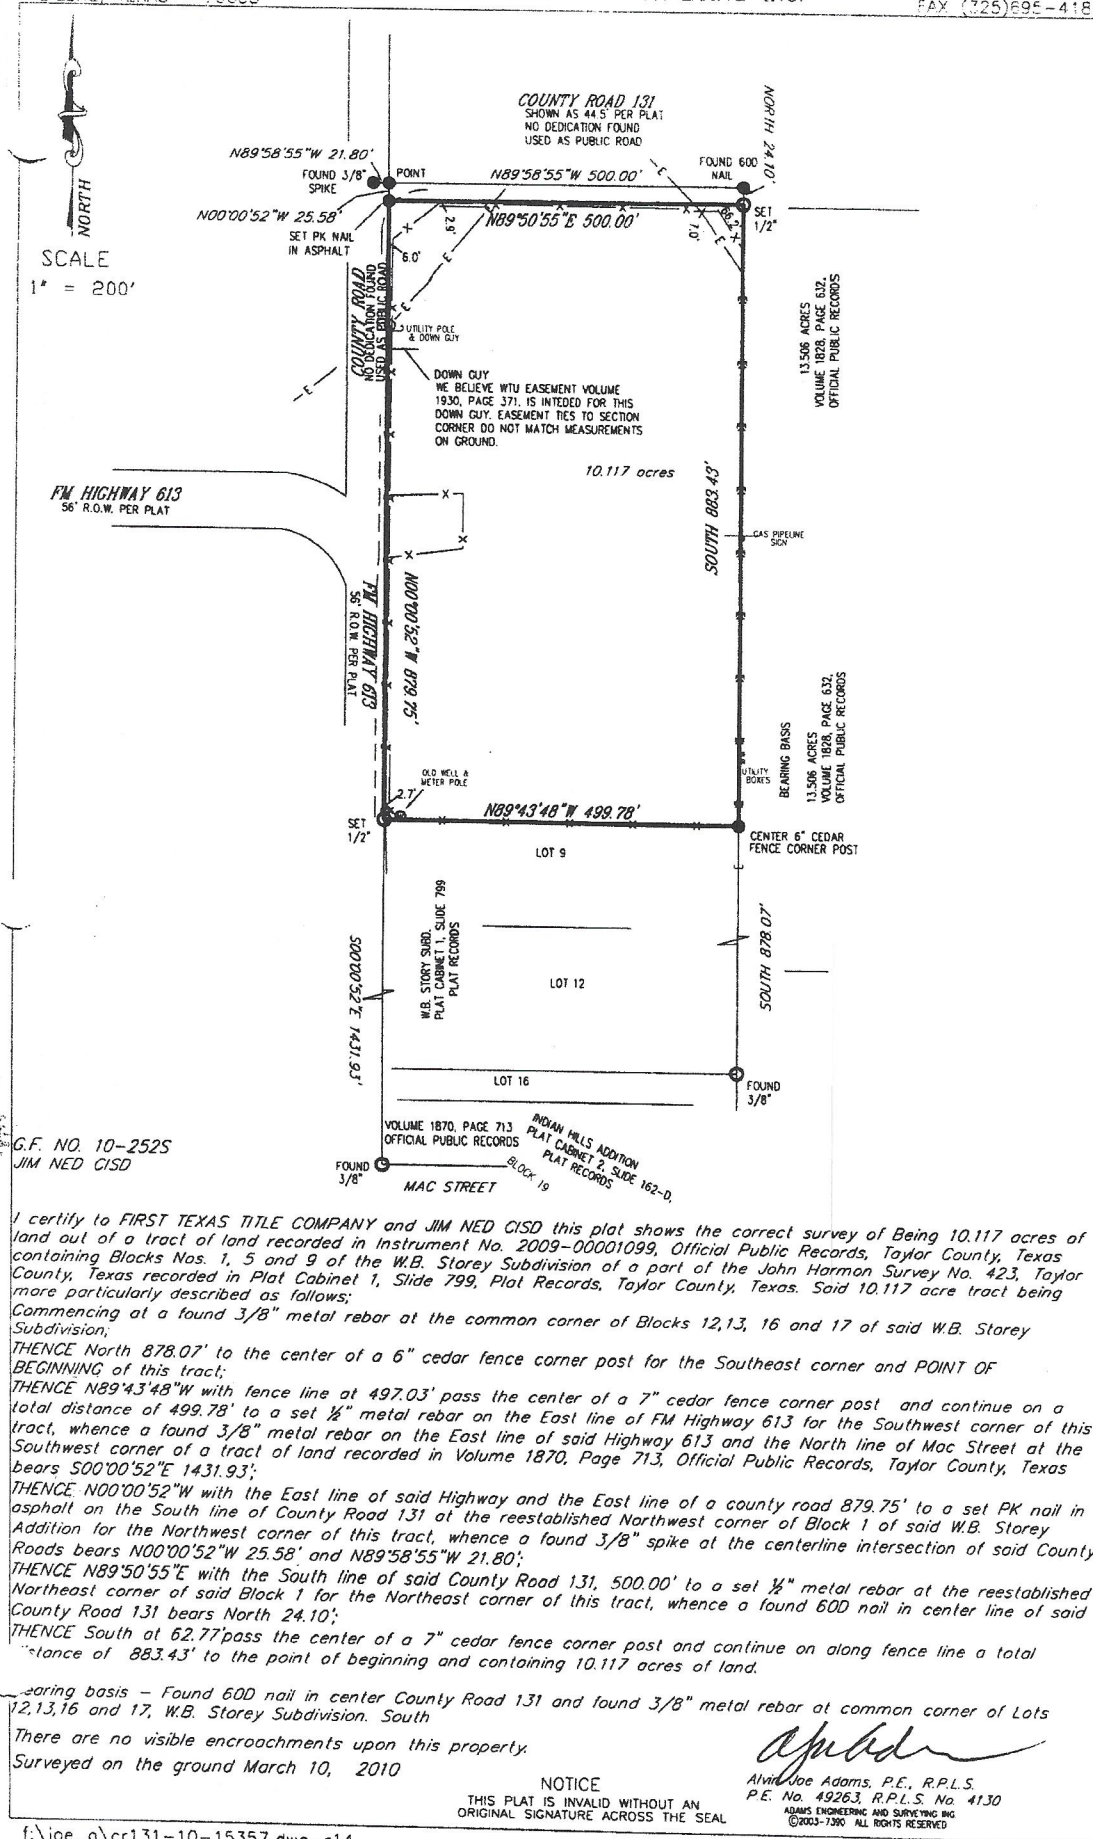 FAX (325)695-418
COUNTY ROAD 131
SHOWN AS 44.5' PER PLAT
NO DEDICATION FOUND
USED AS PUBLIC ROAD
NORTH 24.10'
N89°58'55"W 21.80'
FOUND 3/8"
SPIKE
POINT
N89°58'55"W 500.00'
FOUND 60D
NAIL
N00°00'52"W 25.58'
SET PK NAIL
IN ASPHALT
N89°50'55"E 500.00'
SET
1/2"
2.9'
7.0'
66.2'
6.0'
NORTH
SCALE
1" = 200'
COUNTY ROAD
NO DEDICATION FOUND
USED AS PUBLIC ROAD
UTILITY POLE
& DOWN GUY
DOWN GUY
WE BELIEVE WTU EASEMENT VOLUME
1930, PAGE 371, IS INTEDED FOR THIS
DOWN GUY. EASEMENT TIES TO SECTION
CORNER DO NOT MATCH MEASUREMENTS
ON GROUND.
13.506 ACRES
VOLUME 1828, PAGE 632,
OFFICIAL PUBLIC RECORDS
10.117 acres
SOUTH 883.43'
GAS PIPELINE
SIGN
FM HIGHWAY 613
56' R.O.W. PER PLAT
FM HIGHWAY 613
56' R.O.W. PER PLAT
N00°00'52"W 879.75'
BEARING BASIS
13.506 ACRES
VOLUME 1828, PAGE 632,
OFFICIAL PUBLIC RECORDS
UTILITY
BOXES
OLD WELL &
METER POLE
2.7'
SET
1/2"
N89°43'48"W 499.78'
CENTER 6" CEDAR
FENCE CORNER POST
LOT 9
W.B. STORY SUBD.
PLAT CABINET 1, SLIDE 799
PLAT RECORDS
S00°00'52"E 1431.93'
SOUTH 878.07'
LOT 12
LOT 16
FOUND
3/8"
VOLUME 1870, PAGE 713
OFFICIAL PUBLIC RECORDS
INDIAN HILLS ADDITION
PLAT CABINET 2, SLIDE 162-D,
PLAT RECORDS
BLOCK 19
FOUND
3/8"
MAC STREET
G.F. NO. 10-252S
JIM NED CISD
I certify to FIRST TEXAS TITLE COMPANY and JIM NED CISD this plat shows the correct survey of Being 10.117 acres of
land out of a tract of land recorded in Instrument No. 2009-00001099, Official Public Records, Taylor County, Texas
containing Blocks Nos. 1, 5 and 9 of the W.B. Storey Subdivision of a part of the John Harmon Survey No. 423, Taylor
County, Texas recorded in Plat Cabinet 1, Slide 799, Plat Records, Taylor County, Texas. Said 10.117 acre tract being
more particularly described as follows;
Commencing at a found 3/8" metal rebar at the common corner of Blocks 12,13, 16 and 17 of said W.B. Storey
Subdivision;
THENCE North 878.07' to the center of a 6" cedar fence corner post for the Southeast corner and POINT OF
BEGINNING of this tract;
THENCE N89°43'48"W with fence line at 497.03' pass the center of a 7" cedar fence corner post and continue on a
total distance of 499.78' to a set ½" metal rebar on the East line of FM Highway 613 for the Southwest corner of this
tract, whence a found 3/8" metal rebar on the East line of said Highway 613 and the North line of Mac Street at the
Southwest corner of a tract of land recorded in Volume 1870, Page 713, Official Public Records, Taylor County, Texas
bears S00°00'52"E 1431.93';
THENCE N00°00'52"W with the East line of said Highway and the East line of a county road 879.75' to a set PK nail in
asphalt on the South line of County Road 131 at the reestablished Northwest corner of Block 1 of said W.B. Storey
Addition for the Northwest corner of this tract, whence a found 3/8" spike at the centerline intersection of said County
Roads bears N00°00'52"W 25.58' and N89°58'55"W 21.80';
THENCE N89°50'55"E with the South line of said County Road 131, 500.00' to a set ½" metal rebar at the reestablished
Northeast corner of said Block 1 for the Northeast corner of this tract, whence a found 60D nail in center line of said
County Road 131 bears North 24.10';
THENCE South at 62.77'pass the center of a 7" cedar fence corner post and continue on along fence line a total
stance of 883.43' to the point of beginning and containing 10.117 acres of land.
earing basis - Found 60D nail in center County Road 131 and found 3/8" metal rebar at common corner of Lots
12,13,16 and 17, W.B. Storey Subdivision. South
There are no visible encroachments upon this property.
Surveyed on the ground March 10, 2010
NOTICE
THIS PLAT IS INVALID WITHOUT AN
ORIGINAL SIGNATURE ACROSS THE SEAL
Alvin Joe Adams, P.E., R.P.L.S.
P.E. No. 49263, R.P.L.S. No. 4130
ADAMS ENGINEERING AND SURVEYING INC.
©2003-7390 ALL RIGHTS RESERVED